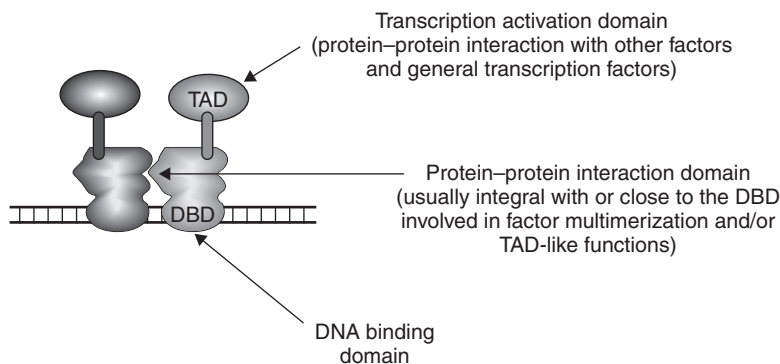 Transcription activation domain
(protein–protein interaction with other factors
and general transcription factors)
TAD
Protein–protein interaction domain
(usually integral with or close to the DBD
involved in factor multimerization and/or
TAD-like functions)
DBD
DNA binding
domain